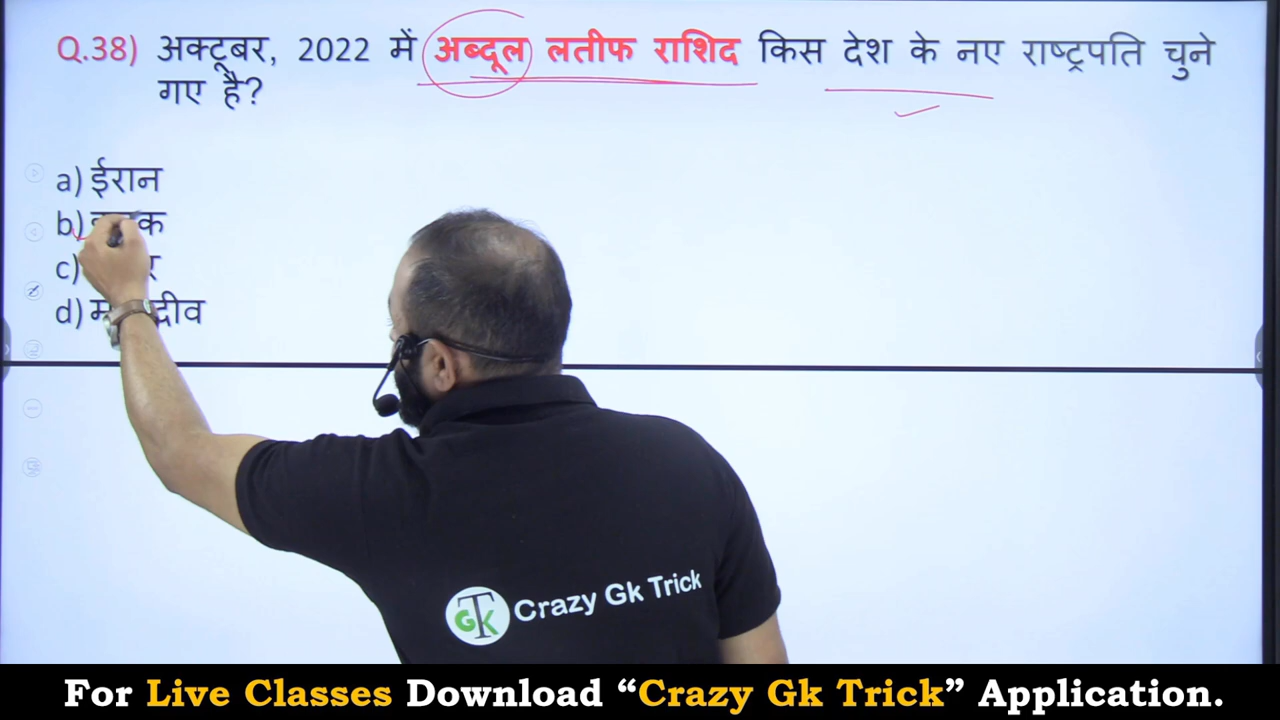 Q.38) अक्टूबर, 2022 में अब्दूल लतीफ राशिद किस देश के नए राष्ट्रपति चुने
गए है?
a) ईरान
b)
c)
d)
GTK Crazy Gk Trick
For Live Classes Download “Crazy Gk Trick” Application.